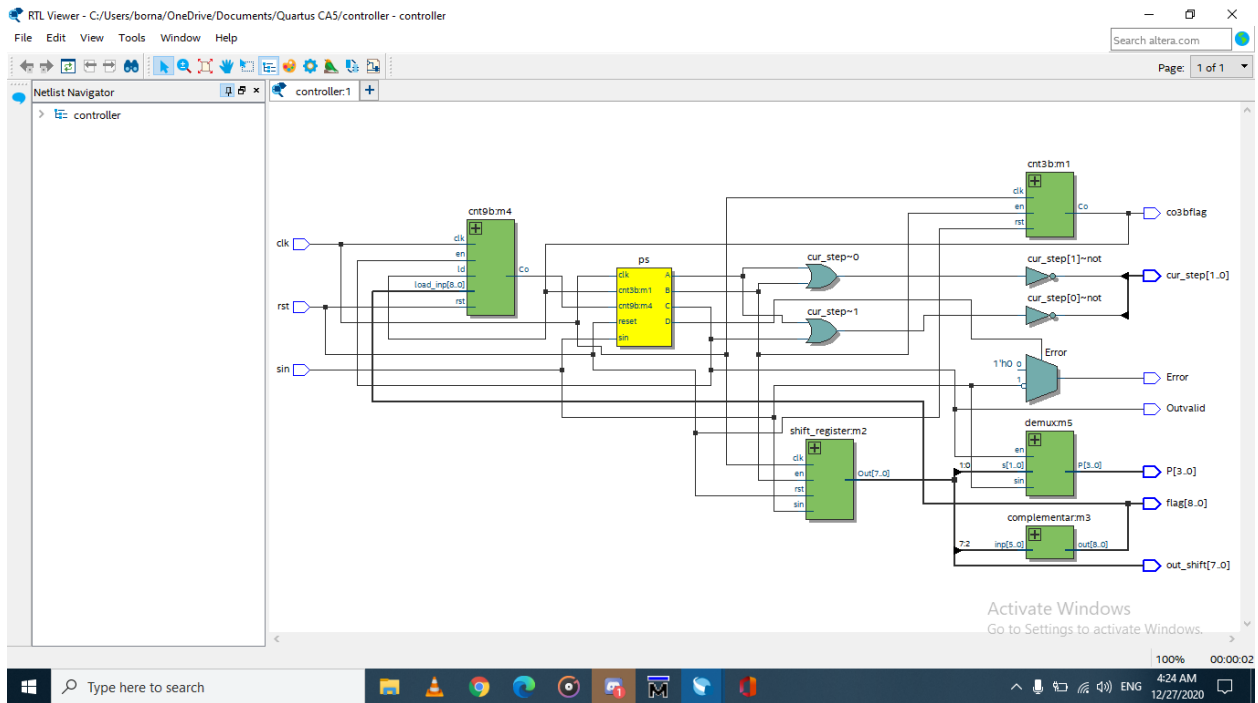 RTL Viewer - C:/Users/borna/OneDrive/Documents/Quartus CA5/controller - controller
File Edit View Tools Window Help
Search altera.com
Page: 1 of 1
Netlist Navigator
controller:1
controller
cnt3b:m1
clk
en
rst
Co
co3bflag
cnt9b:m4
clk
en
ld
load_inp[8..0]
rst
Co
clk
rst
sin
ps
clk
cnt3b:m1
cnt9b:m4
reset
sin
A
B
C
D
cur_step~0
cur_step~1
cur_step[1]~not
cur_step[0]~not
cur_step[1..0]
Error
1'h0 0
1
Error
Outvalid
shift_register:m2
clk
en
rst
sin
Out[7..0]
demux:m5
en
1:0
s[1..0]
sin
P[3..0]
P[3..0]
flag[8..0]
complementar:m3
7:2
inp[5..0]
out[8..0]
out_shift[7..0]
Activate Windows
Go to Settings to activate Windows.
100% 00:00:02
Type here to search
1
ENG
4:24 AM
12/27/2020